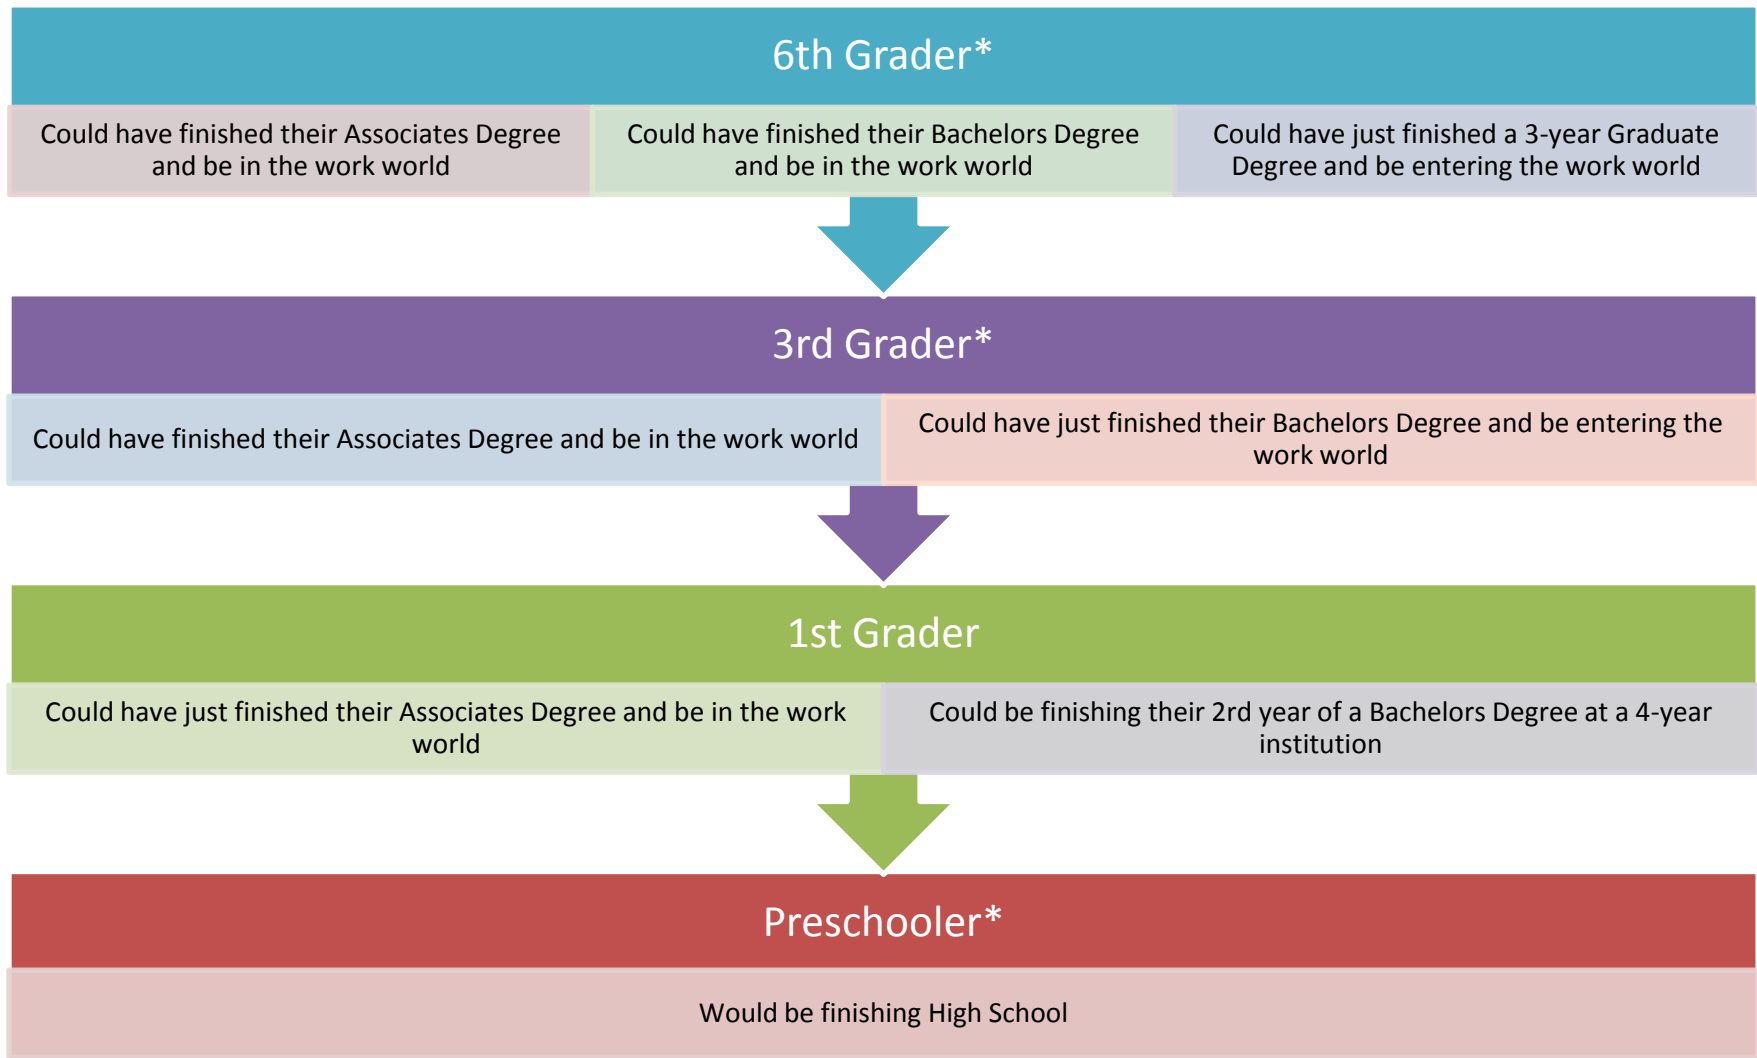 6th Grader*
Could have finished their Associates Degree
and be in the work world
Could have finished their Bachelors Degree
and be in the work world
Could have just finished a 3-year Graduate
Degree and be entering the work world
3rd Grader*
Could have finished their Associates Degree and be in the work world
Could have just finished their Bachelors Degree and be entering the
work world
1st Grader
Could have just finished their Associates Degree and be in the work
world
Could be finishing their 2rd year of a Bachelors Degree at a 4-year
institution
Preschooler*
Would be finishing High School